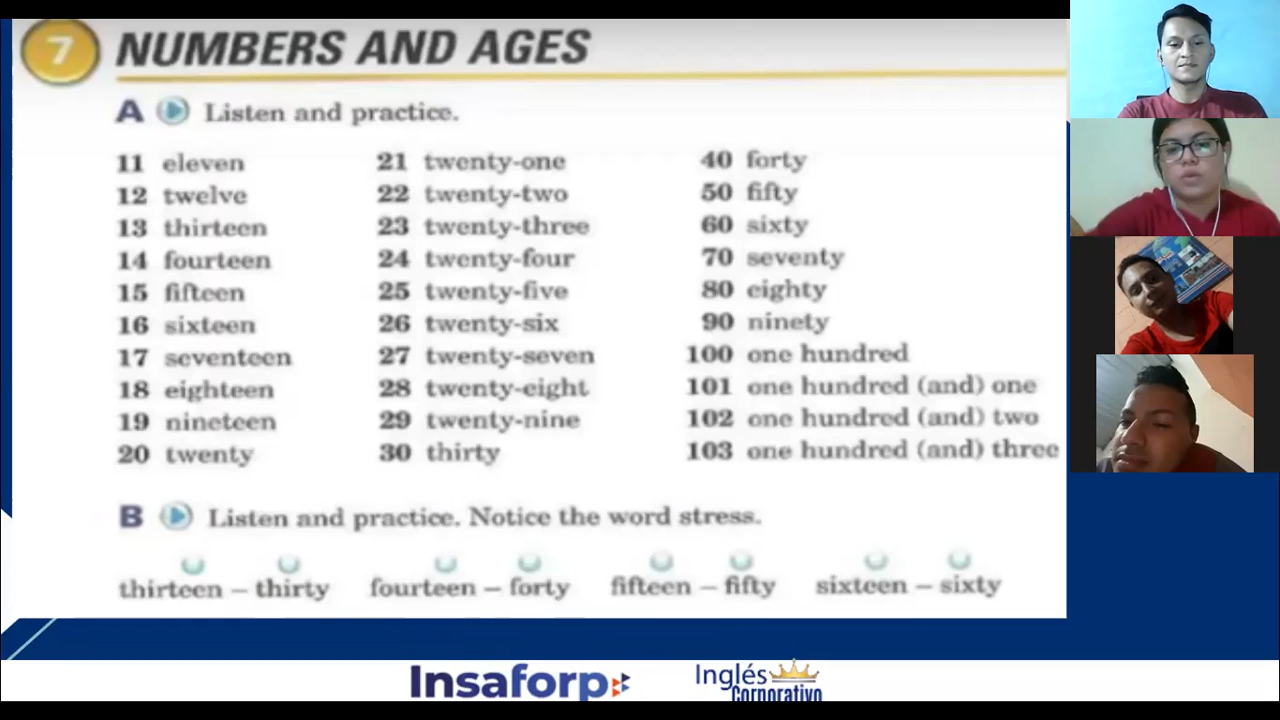 7 NUMBERS AND AGES
A Listen and practice.
11 eleven 21 twenty-one 40 forty
12 twelve 22 twenty-two 50 fifty
13 thirteen 23 twenty-three 60 sixty
14 fourteen 24 twenty-four 70 seventy
15 fifteen 25 twenty-five 80 eighty
16 sixteen 26 twenty-six 90 ninety
17 seventeen 27 twenty-seven 100 one hundred
18 eighteen 28 twenty-eight 101 one hundred (and) one
19 nineteen 29 twenty-nine 102 one hundred (and) two
20 twenty 30 thirty 103 one hundred (and) three
B Listen and practice. Notice the word stress.
thirteen – thirty fourteen – forty fifteen – fifty sixteen – sixty
Insaforp
Inglés
Corporativo